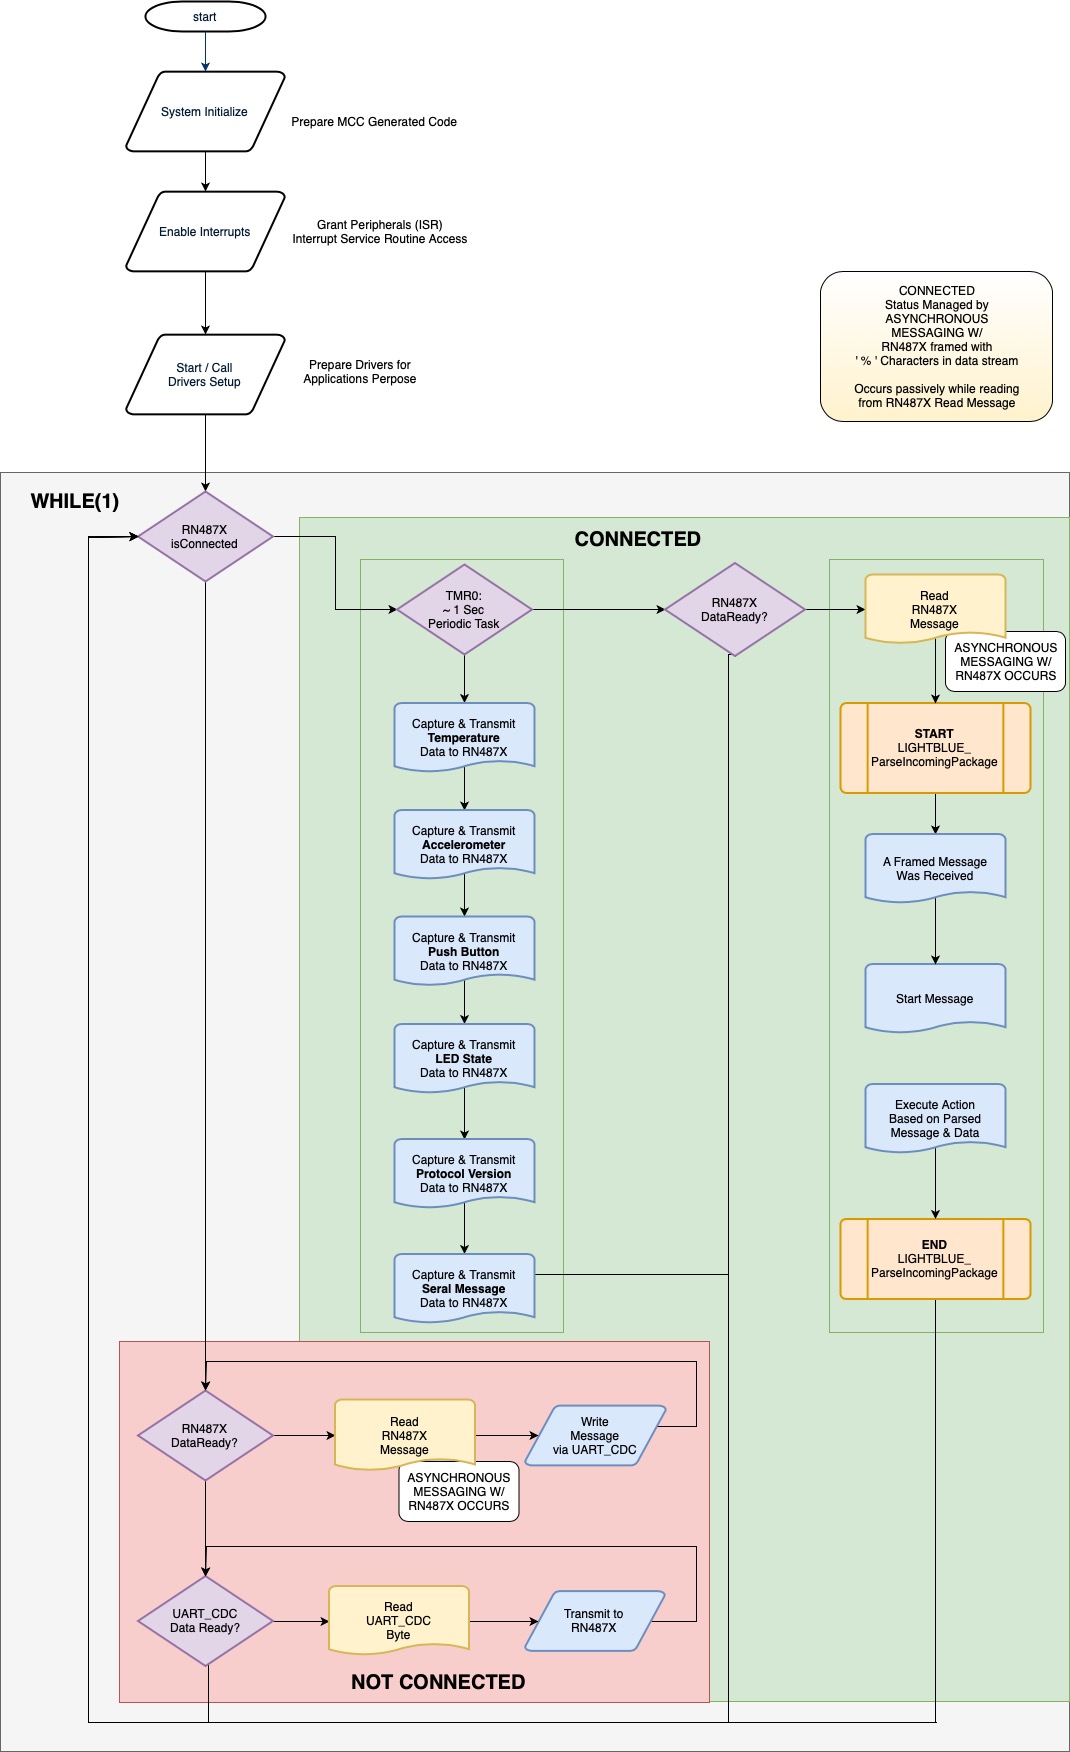 start
System Initialize
Prepare MCC Generated Code
Enable Interrupts
Grant Peripherals (ISR)
Interrupt Service Routine Access
Start / Call
Drivers Setup
Prepare Drivers for
Applications Perpose
CONNECTED
Status Managed by
ASYNCHRONOUS
MESSAGING W/
RN487X framed with
' % ' Characters in data stream
Occurs passively while reading
from RN487X Read Message
WHILE(1)
RN487X
isConnected
CONNECTED
TMR0:
~ 1 Sec
Periodic Task
RN487X
DataReady?
Read
RN487X
Message
ASYNCHRONOUS
MESSAGING W/
RN487X OCCURS
Capture & Transmit
Temperature
Data to RN487X
Capture & Transmit
Accelerometer
Data to RN487X
Capture & Transmit
Push Button
Data to RN487X
Capture & Transmit
LED State
Data to RN487X
Capture & Transmit
Protocol Version
Data to RN487X
Capture & Transmit
Seral Message
Data to RN487X
START
LIGHTBLUE_
ParseIncomingPackage
A Framed Message
Was Received
Start Message
Execute Action
Based on Parsed
Message & Data
END
LIGHTBLUE_
ParseIncomingPackage
RN487X
DataReady?
Read
RN487X
Message
ASYNCHRONOUS
MESSAGING W/
RN487X OCCURS
Write
Message
via UART_CDC
UART_CDC
Data Ready?
Read
UART_CDC
Byte
Transmit to
RN487X
NOT CONNECTED